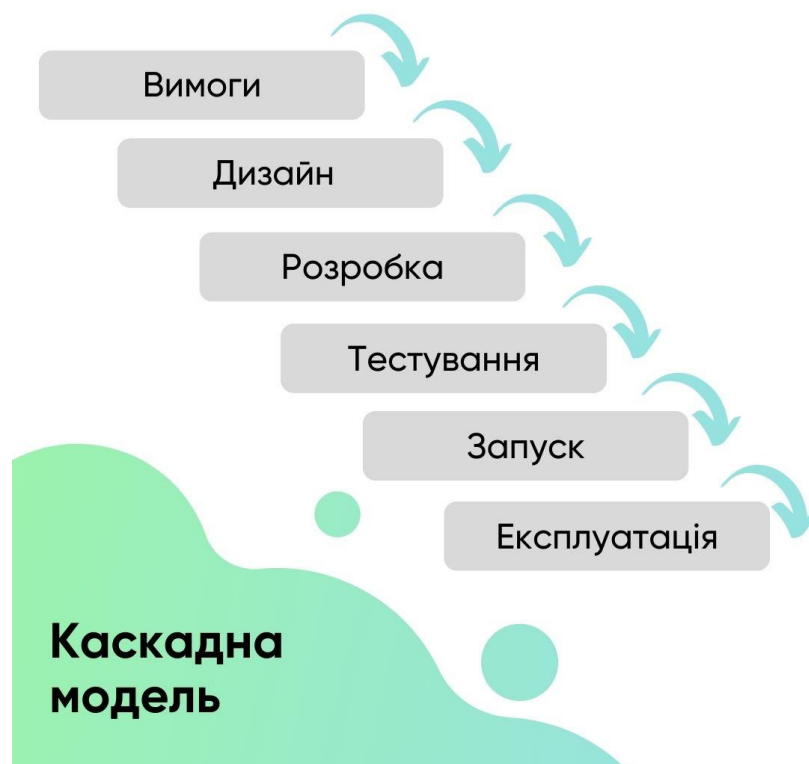 Вимоги
Дизайн
Розробка
Тестування
Запуск
Експлуатація
Каскадна
модель